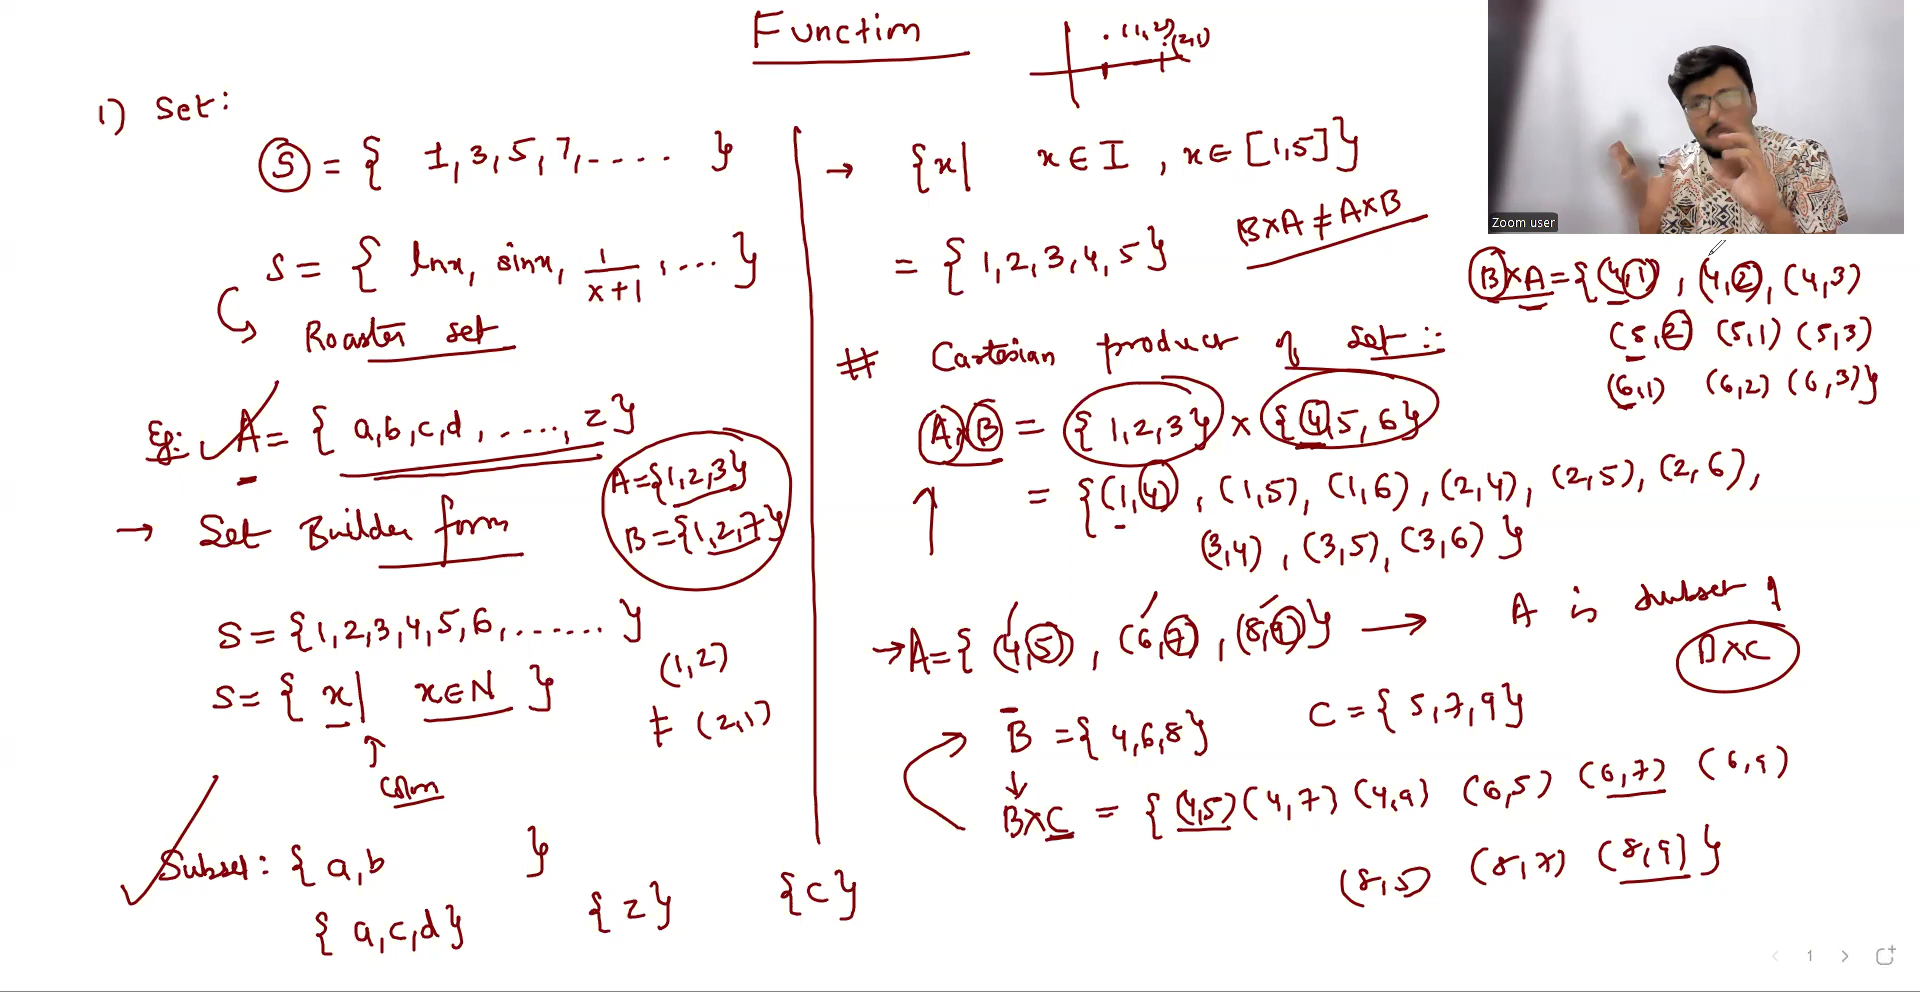 Function
. (1,2)
(2,1)
1) Set:
S = { 1, 3, 5, 7, ---- }
S = { lnx, sinx, 1/x+1, ... }
Roaster set
Eg: A = { a,b,c,d, ....., z }
A={1,2,3}
B={1,2,7}
→ Set Builder form
S = {1,2,3,4,5,6, ...... }
S = { x| x∈N }
(1,2)
≠ (2,1)
↑
Colm
Subset: { a,b }
{ a,c,d }
{ z }
{ c }
→ {x| x∈I , x∈[1,5]}
= { 1,2,3,4,5 }
B×A ≠ A×B
# Cartesian product of set ::
A×B = { 1,2,3 } × { 4,5,6 }
= {(1,4) , (1,5), (1,6), (2,4), (2,5), (2,6),
(3,4) , (3,5), (3,6) }
→A={ (4,5) , (6,7) , (8,9) } → A is subset of
B×C
B = { 4,6,8 } C = { 5,7,9 }
B×C = { (4,5) (4,7) (4,9) (6,5) (6,7) (6,9)
(8,5) (8,7) (8,9) }
Zoom user
B×A = { (4,1) , (4,2), (4,3)
(5,2) (5,1) (5,3)
(6,1) (6,2) (6,3) }
1